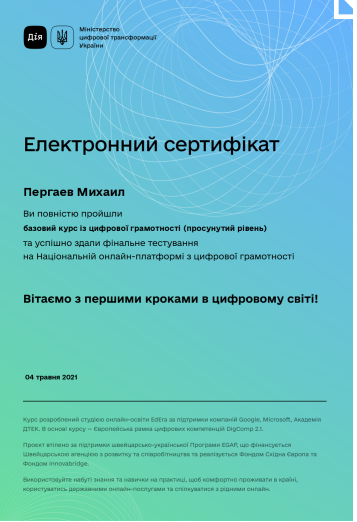 Дія
Міністерство
цифрової трансформації
України
Електронний сертифікат
Пергаев Михаил
Ви повністю пройшли
базовий курс із цифрової грамотності (просунутий рівень)
та успішно здали фінальне тестування
на Національній онлайн-платформі з цифрової грамотності
Вітаємо з першими кроками в цифровому світі!
04 травня 2021
Курс розроблений студією онлайн-освіти EdEra за підтримки компаній Google, Microsoft, Академія
ДТЕК. В основі курсу — Європейська рамка цифрових компетенцій DigComp 2.1.
Проєкт втілено за підтримки швейцарсько-української Програми EGAP, що фінансується
Швейцарською агенцією з розвитку та співробітництва та реалізується Фондом Східна Європа та
Фондом Innovabridge.
Використовуйте набуті знання та навички на практиці, щоб комфортно проживати в країні,
користуватись державними онлайн-послугами та спілкуватися з рідними онлайн.